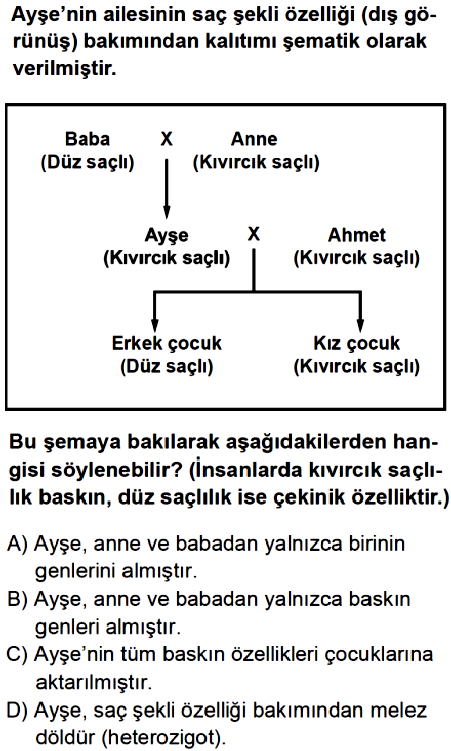 Ayşe’nin ailesinin saç şekli özelliği (dış gö-
rünüş) bakımından kalıtımı şematik olarak
verilmiştir.
Baba X Anne
(Düz saçlı) (Kıvırcık saçlı)
Ayşe X Ahmet
(Kıvırcık saçlı) (Kıvırcık saçlı)
Erkek çocuk Kız çocuk
(Düz saçlı) (Kıvırcık saçlı)
Bu şemaya bakılarak aşağıdakilerden han-
gisi söylenebilir? (İnsanlarda kıvırcık saçlı-
lık baskın, düz saçlılık ise çekinik özelliktir.)
A) Ayşe, anne ve babadan yalnızca birinin
genlerini almıştır.
B) Ayşe, anne ve babadan yalnızca baskın
genleri almıştır.
C) Ayşe’nin tüm baskın özellikleri çocuklarına
aktarılmıştır.
D) Ayşe, saç şekli özelliği bakımından melez
döldür (heterozigot).